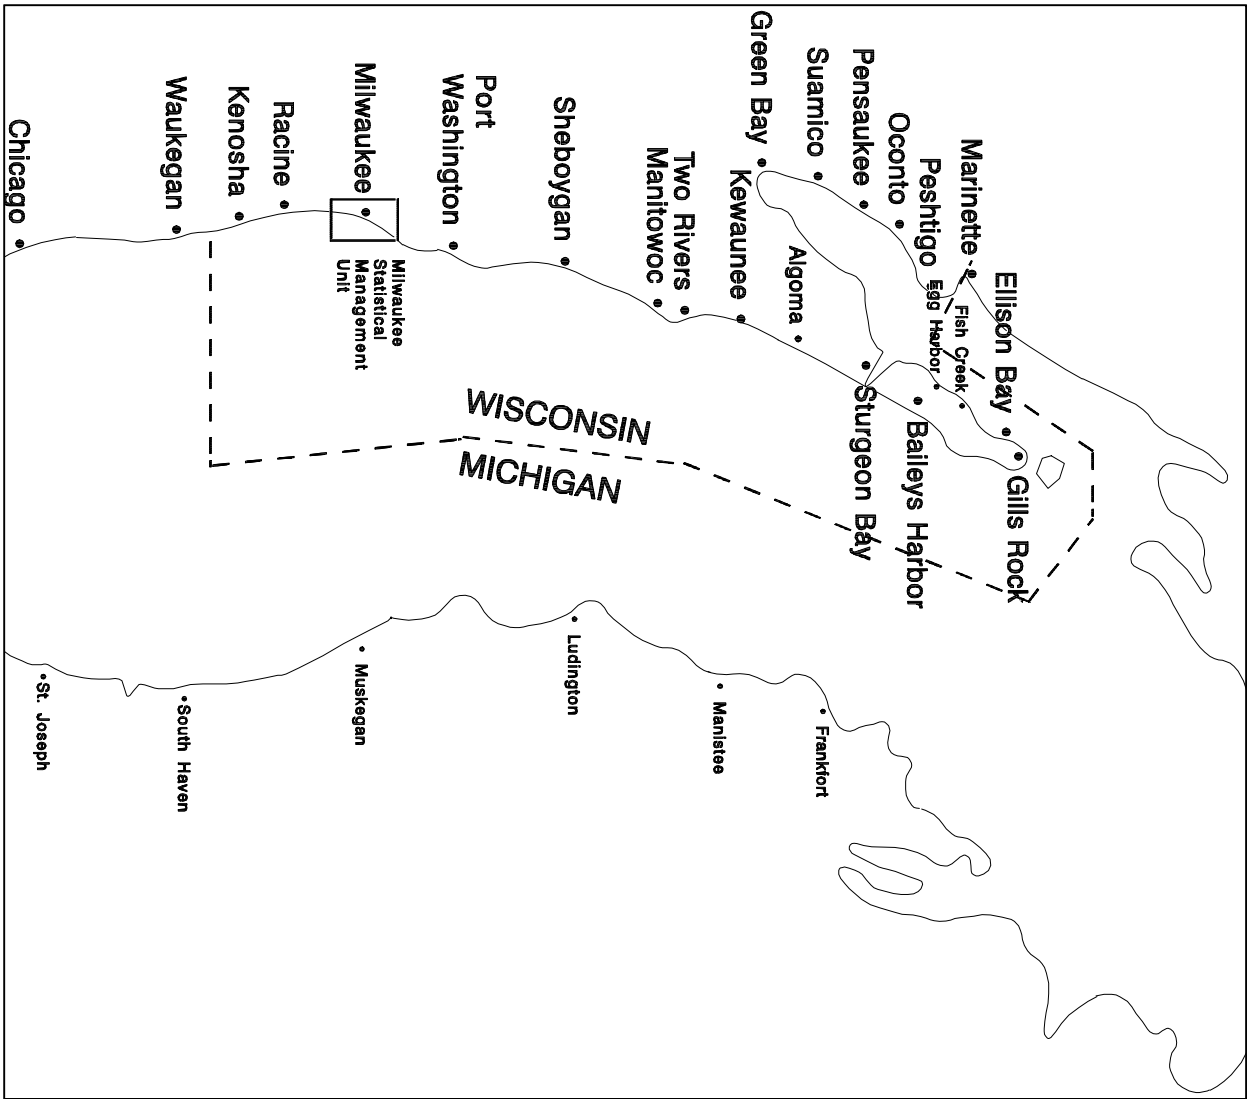 Green Bay
Suamico
Pensaukee
Oconto
Peshtigo
Marinette
Egg Harbor
Fish Creek
Ellison Bay
Gills Rock
Baileys Harbor
Sturgeon Bay
Algoma
Kewaunee
Two Rivers
Manitowoc
Sheboygan
Port
Washington
Milwaukee
Milwaukee
Statistical
Management
Unit
Racine
Kenosha
Waukegan
Chicago
WISCONSIN
MICHIGAN
Frankfort
Manistee
Ludington
Muskegan
South Haven
St. Joseph